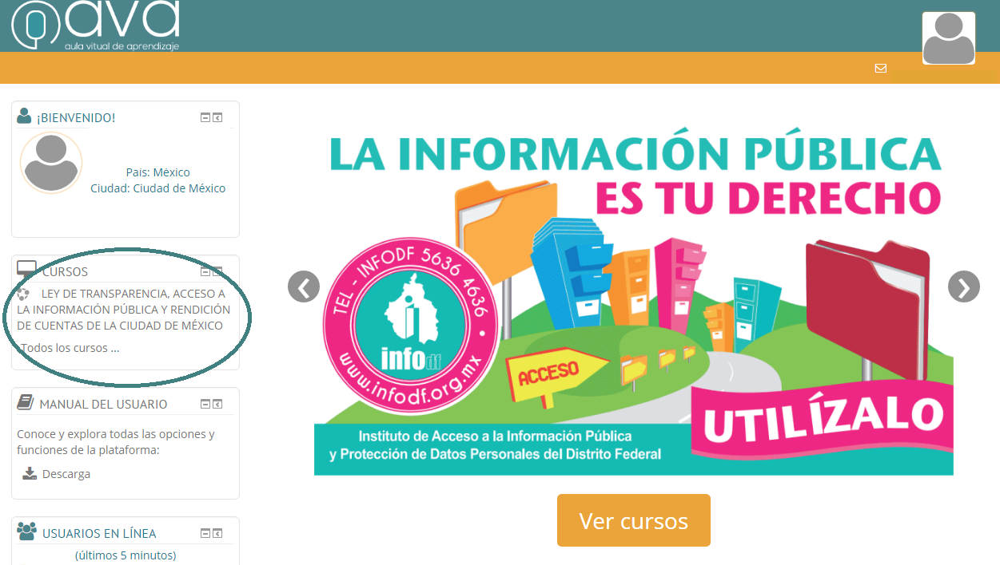 ava
aula vitual de aprendizaje
¡BIENVENIDO!
Pais: México
Ciudad: Ciudad de México
CURSOS
LEY DE TRANSPARENCIA, ACCESO A
LA INFORMACIÓN PÚBLICA Y RENDICIÓN
DE CUENTAS DE LA CIUDAD DE MÉXICO
Todos los cursos ...
MANUAL DEL USUARIO
Conoce y explora todas las opciones y
funciones de la plataforma:
Descarga
USUARIOS EN LÍNEA
(últimos 5 minutos)
LA INFORMACIÓN PÚBLICA
ES TU DERECHO
TEL - INFODF 5636 4636
infodf
www.infodf.org.mx
ACCESO
UTILÍZALO
Instituto de Acceso a la Información Pública
y Protección de Datos Personales del Distrito Federal
Ver cursos